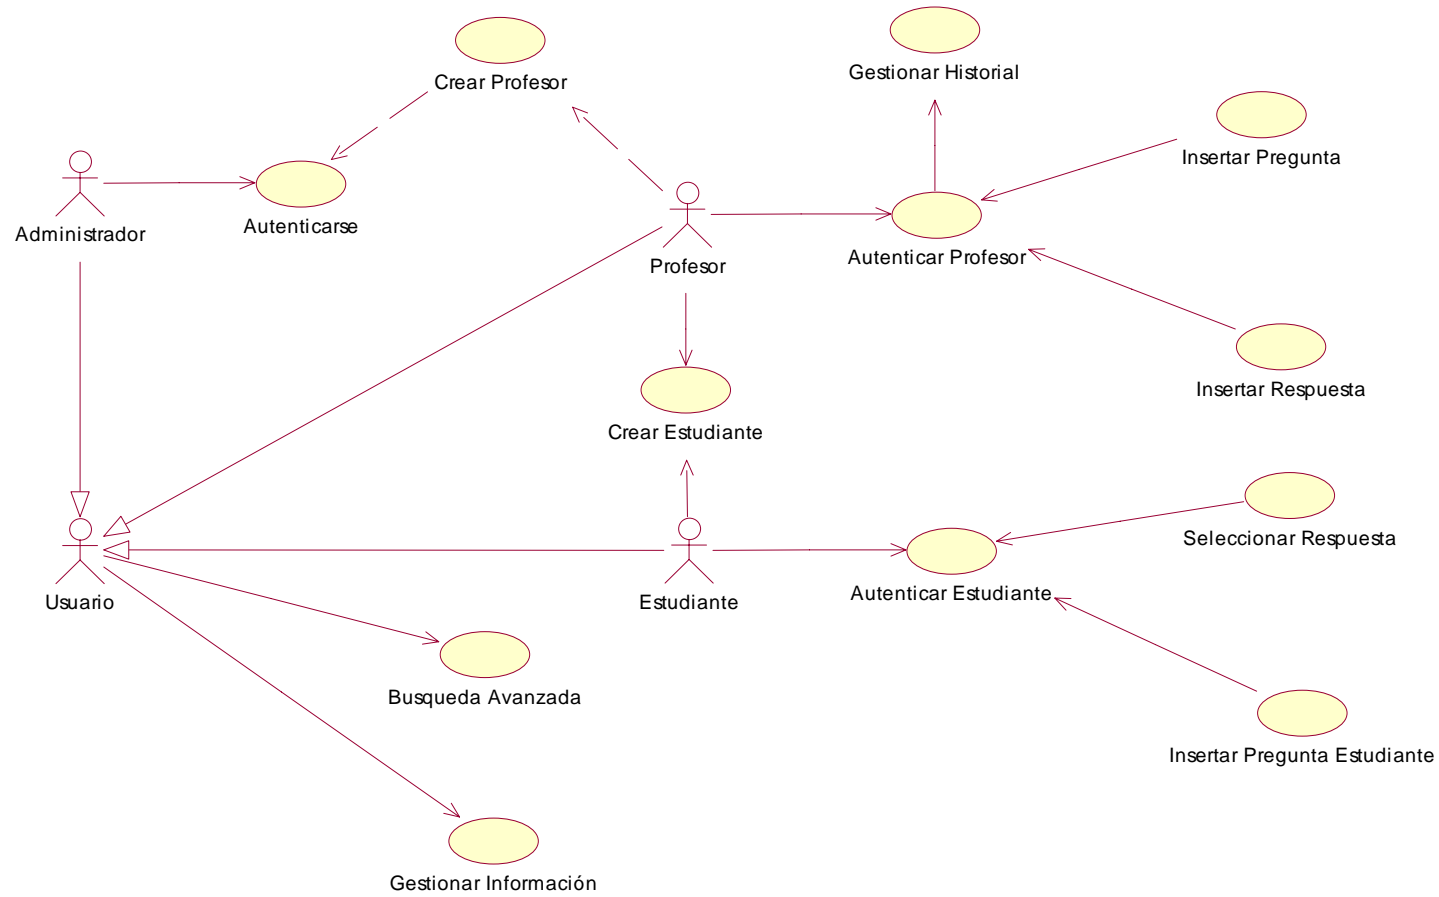 Gestionar Historial
Crear Profesor
Insertar Pregunta
Administrador
Autenticarse
Profesor
Autenticar Profesor
Insertar Respuesta
Crear Estudiante
Seleccionar Respuesta
Usuario
Estudiante
Autenticar Estudiante
Busqueda Avanzada
Insertar Pregunta Estudiante
Gestionar Información